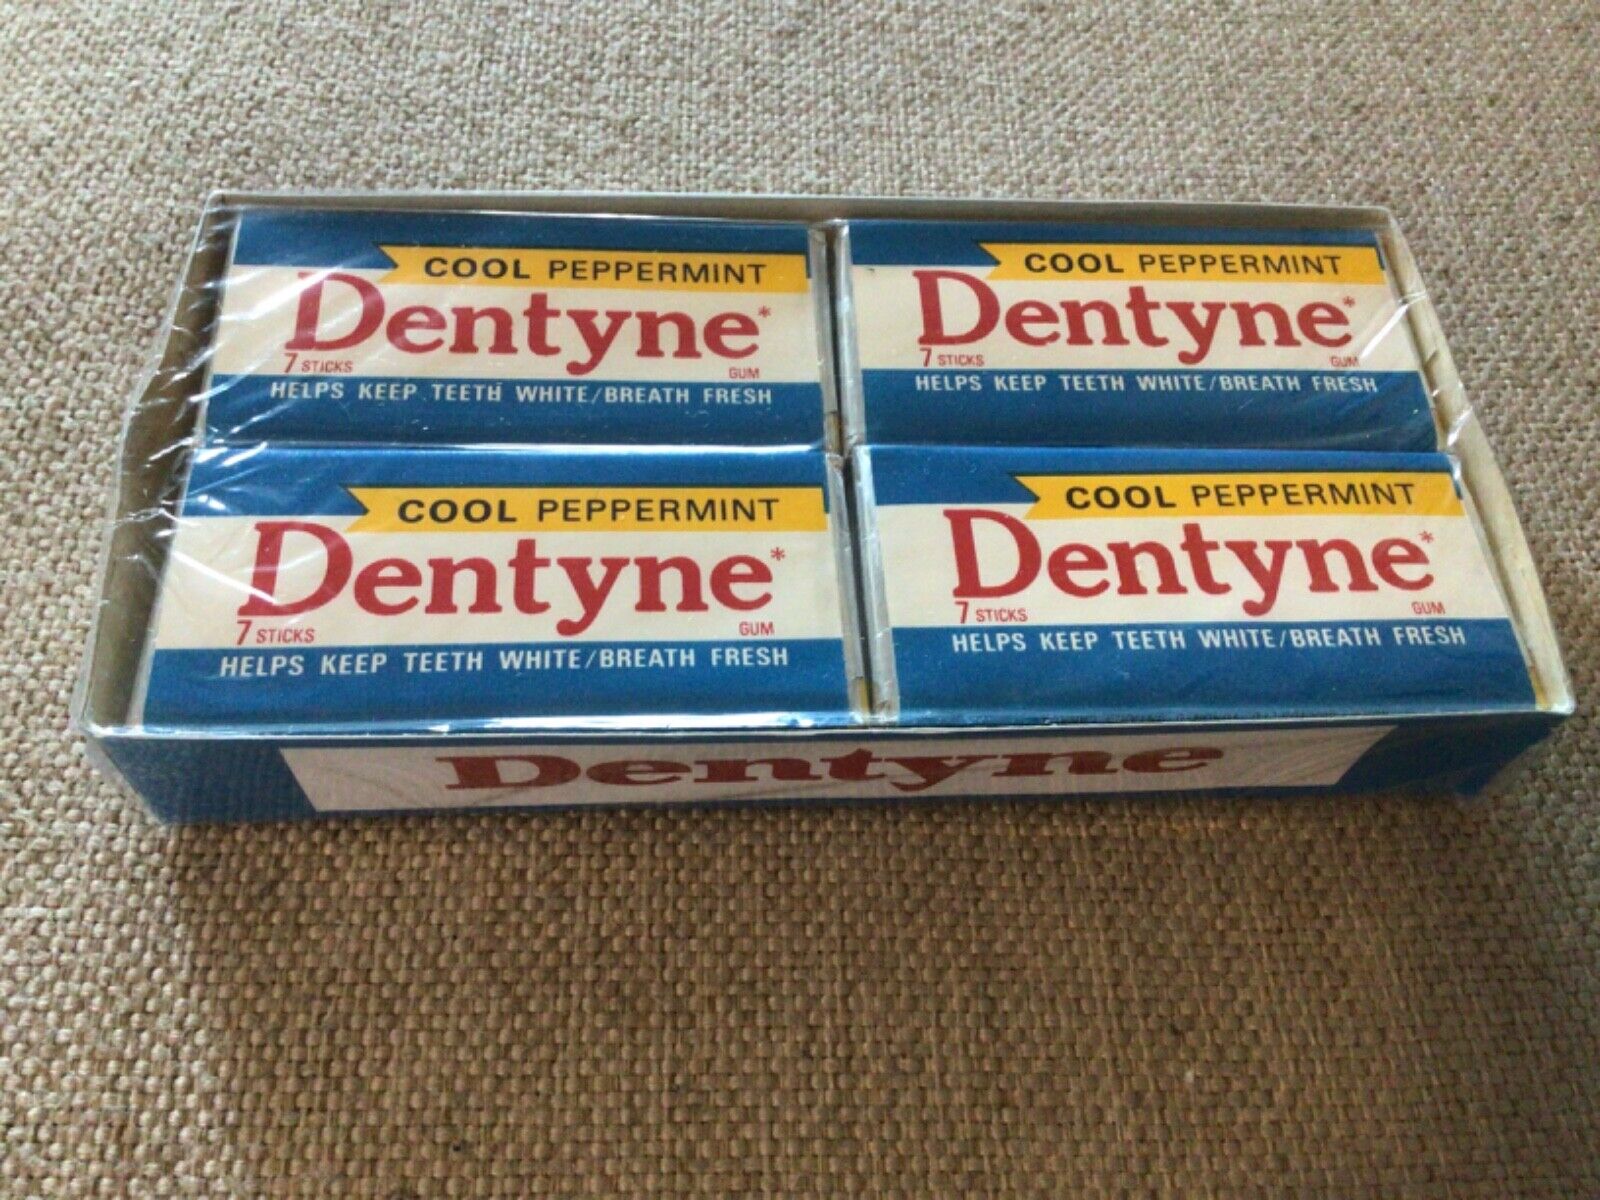 COOL PEPPERMINT
Dentyne*
7 STICKS GUM
HELPS KEEP TEETH WHITE/BREATH FRESH
COOL PEPPERMINT
Dentyne*
7 STICKS GUM
HELPS KEEP TEETH WHITE/BREATH FRESH
COOL PEPPERMINT
Dentyne*
7 STICKS GUM
HELPS KEEP TEETH WHITE/BREATH FRESH
COOL PEPPERMINT
Dentyne*
7 STICKS GUM
HELPS KEEP TEETH WHITE/BREATH FRESH
Dentyne